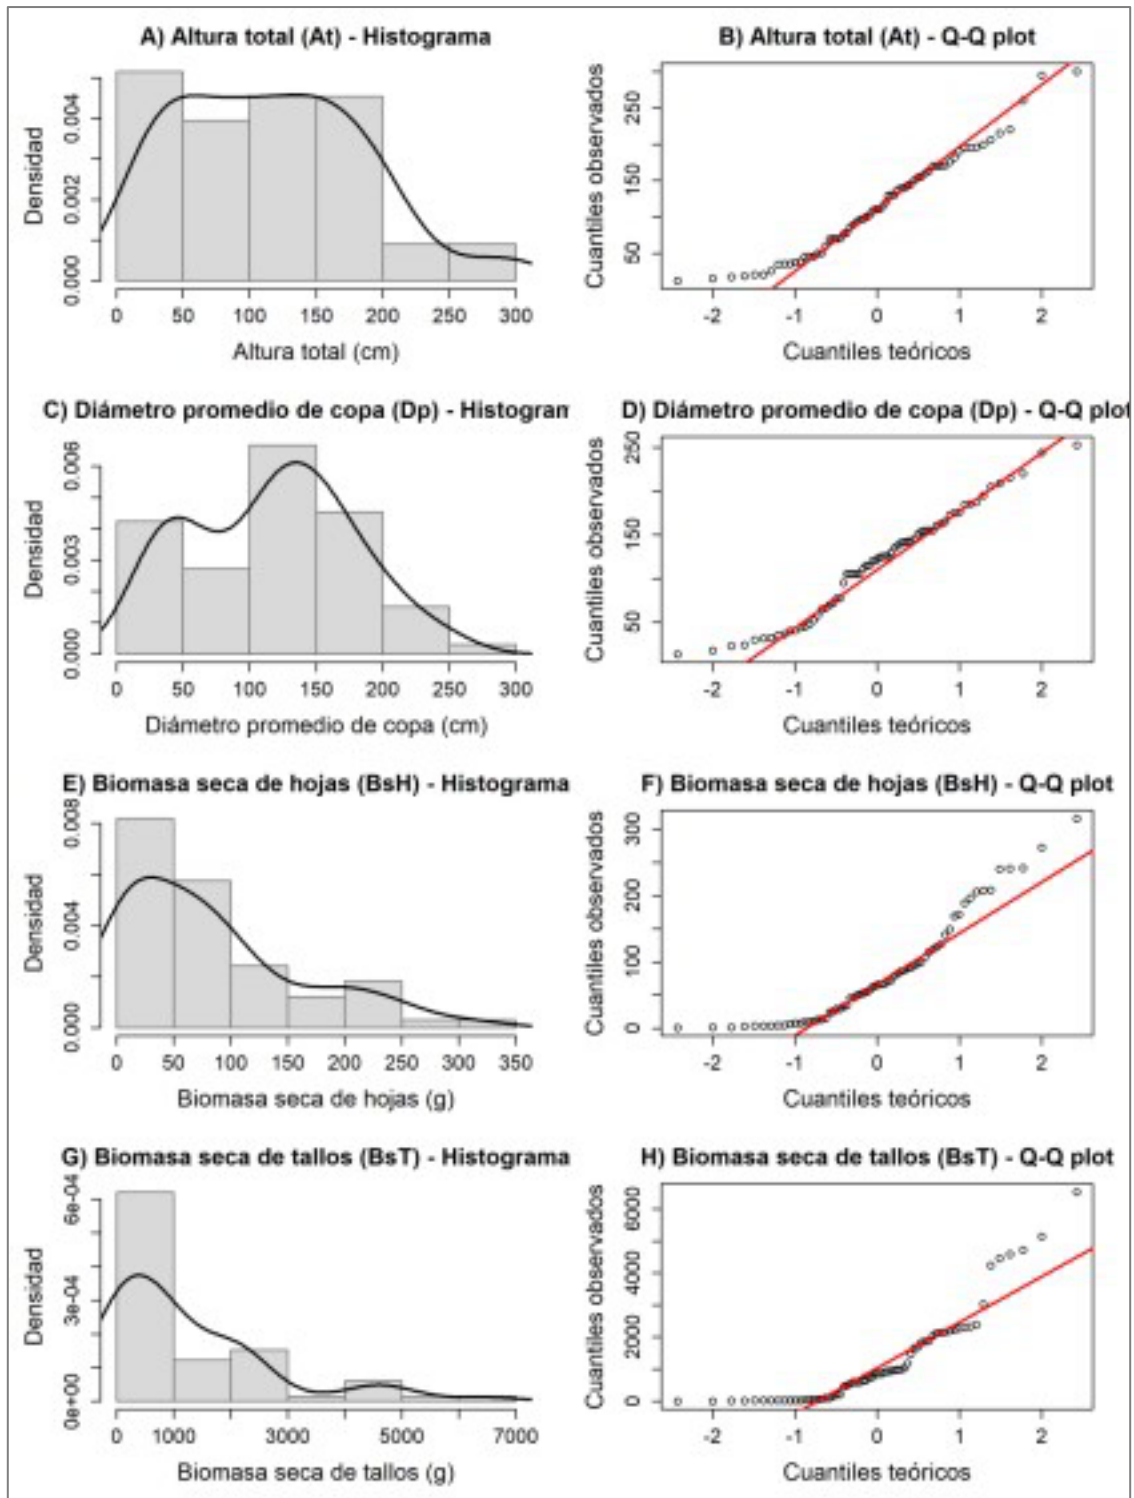 A) Altura total (At) - Histograma
Densidad
0.000 0.002 0.004
0 50 100 150 200 250 300
Altura total (cm)
B) Altura total (At) - Q-Q plot
Cuantiles observados
50 150 250
-2 -1 0 1 2
Cuantiles teóricos
C) Diámetro promedio de copa (Dp) - Histogran
Densidad
0.000 0.003 0.006
0 50 100 150 200 250 300
Diámetro promedio de copa (cm)
D) Diámetro promedio de copa (Dp) - Q-Q plot
Cuantiles observados
50 150 250
-2 -1 0 1 2
Cuantiles teóricos
E) Biomasa seca de hojas (BsH) - Histograma
Densidad
0.000 0.004 0.008
0 50 100 150 200 250 300 350
Biomasa seca de hojas (g)
F) Biomasa seca de hojas (BsH) - Q-Q plot
Cuantiles observados
0 100 200 300
-2 -1 0 1 2
Cuantiles teóricos
G) Biomasa seca de tallos (BsT) - Histograma
Densidad
0e+00 3e-04 6e-04
0 1000 3000 5000 7000
Biomasa seca de tallos (g)
H) Biomasa seca de tallos (BsT) - Q-Q plot
Cuantiles observados
0 2000 4000 6000
-2 -1 0 1 2
Cuantiles teóricos